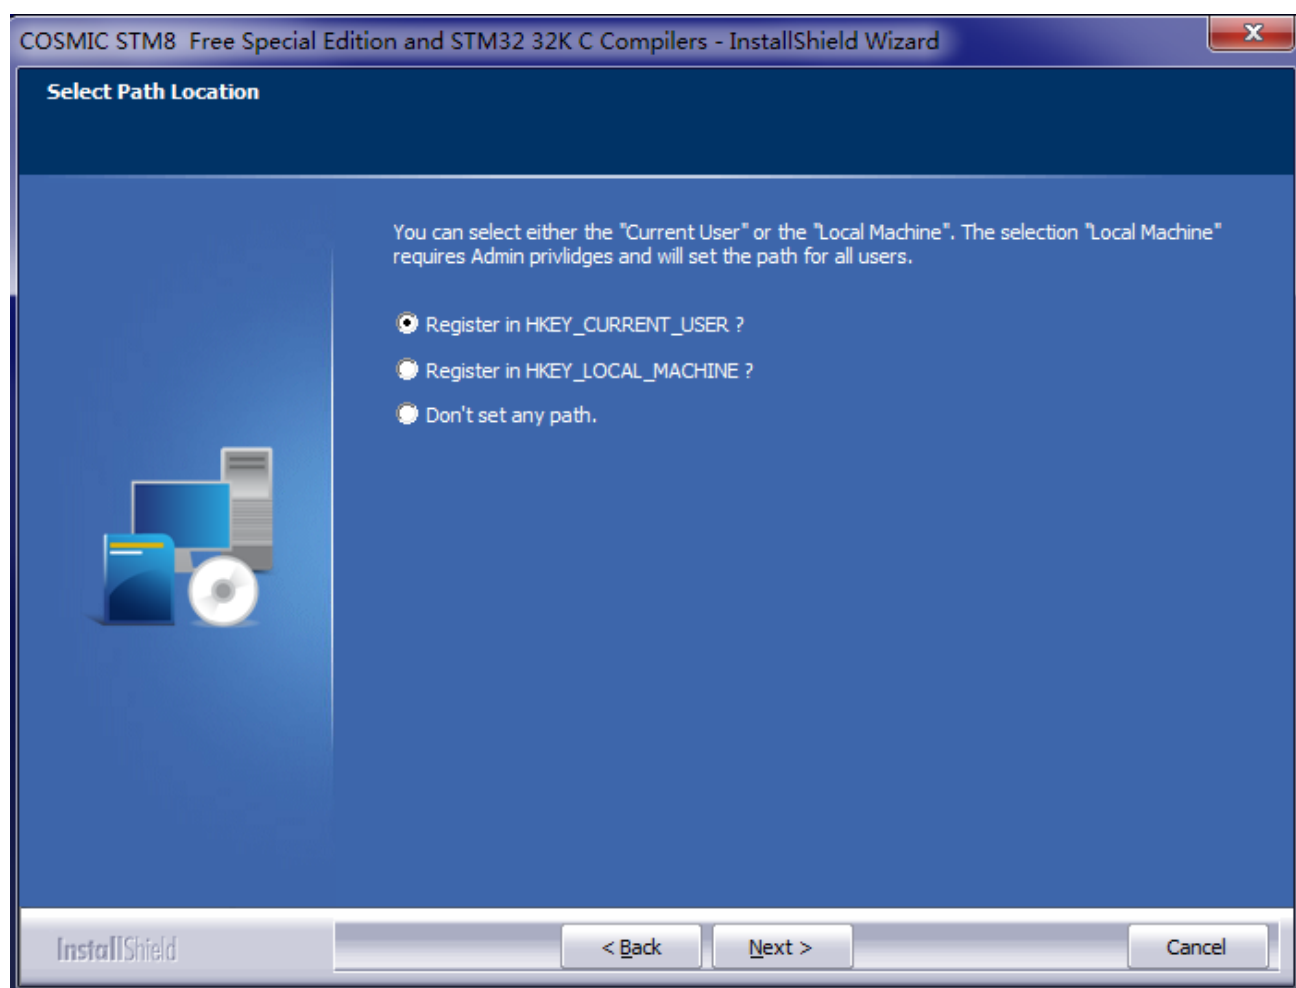 COSMIC STM8  Free Special Edition and STM32 32K C Compilers - InstallShield Wizard
Select Path Location
You can select either the "Current User" or the "Local Machine". The selection "Local Machine"
requires Admin privlidges and will set the path for all users.
Register in HKEY_CURRENT_USER ?
Register in HKEY_LOCAL_MACHINE ?
Don't set any path.
InstallShield
< Back
Next >
Cancel